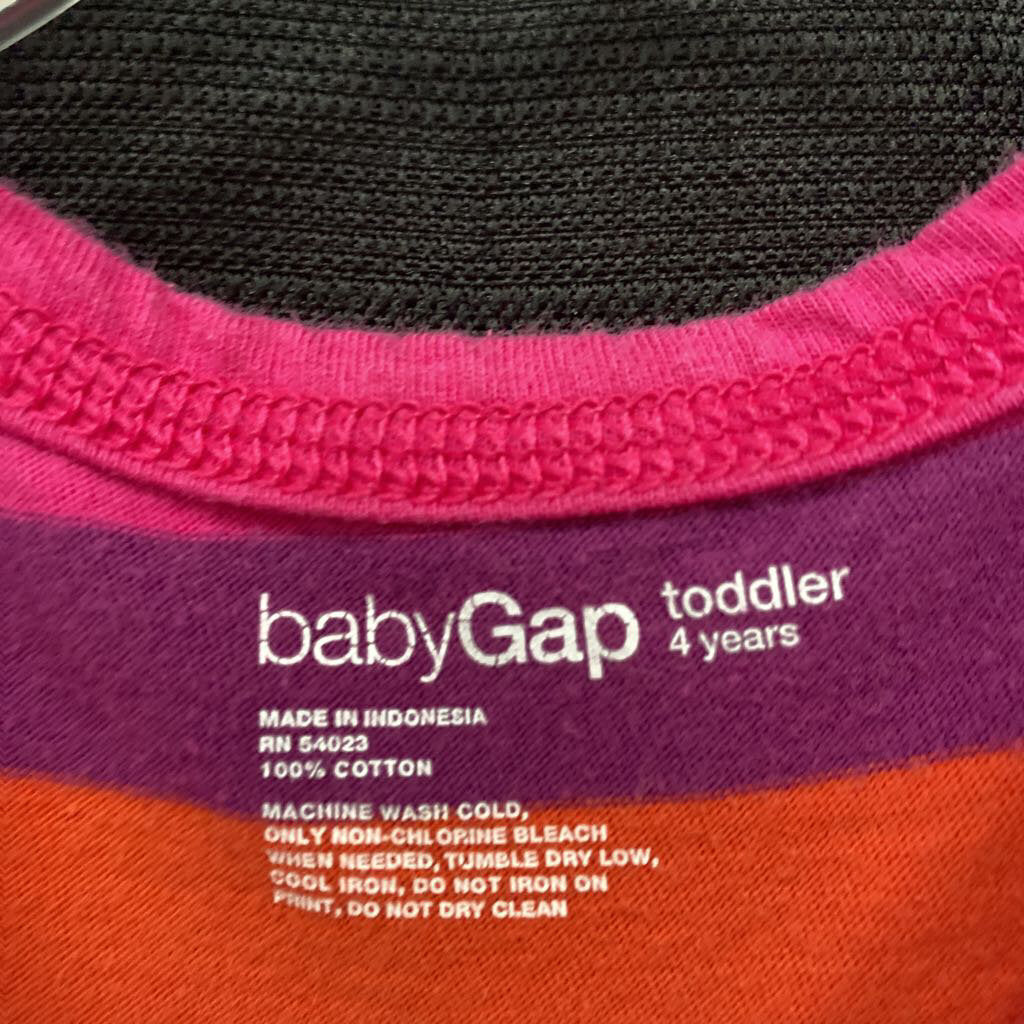 babyGap toddler
4 years
MADE IN INDONESIA
RN 54023
100% COTTON
MACHINE WASH COLD,
ONLY NON-CHLORINE BLEACH
WHEN NEEDED, TUMBLE DRY LOW,
COOL IRON, DO NOT IRON ON
PRINT, DO NOT DRY CLEAN